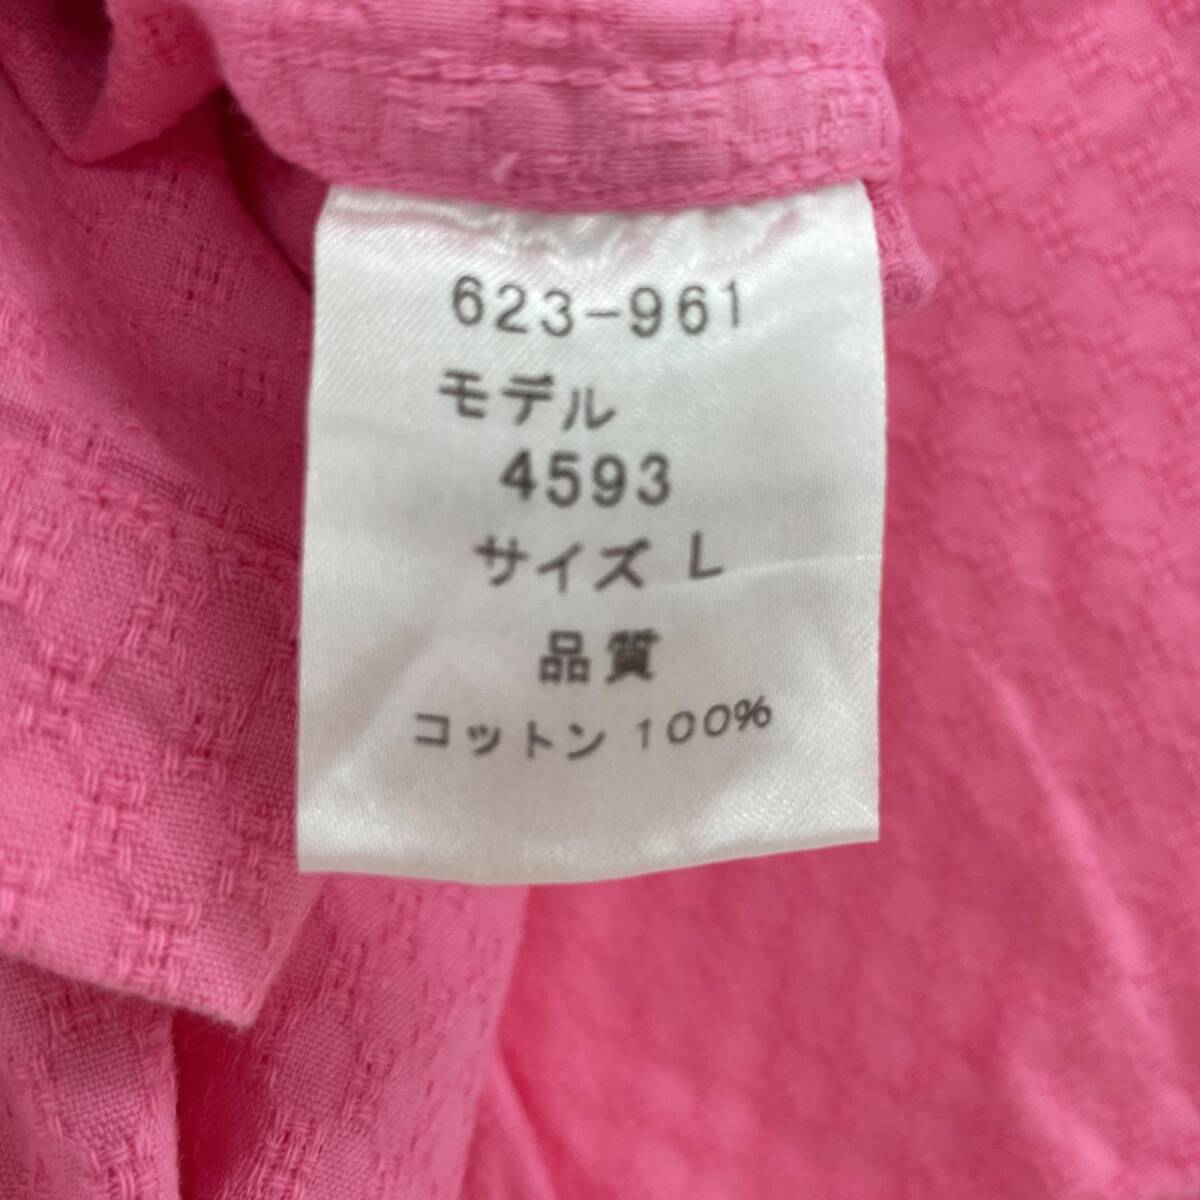 623-961
モデル
4593
サイズ L
品質
コットン 100%